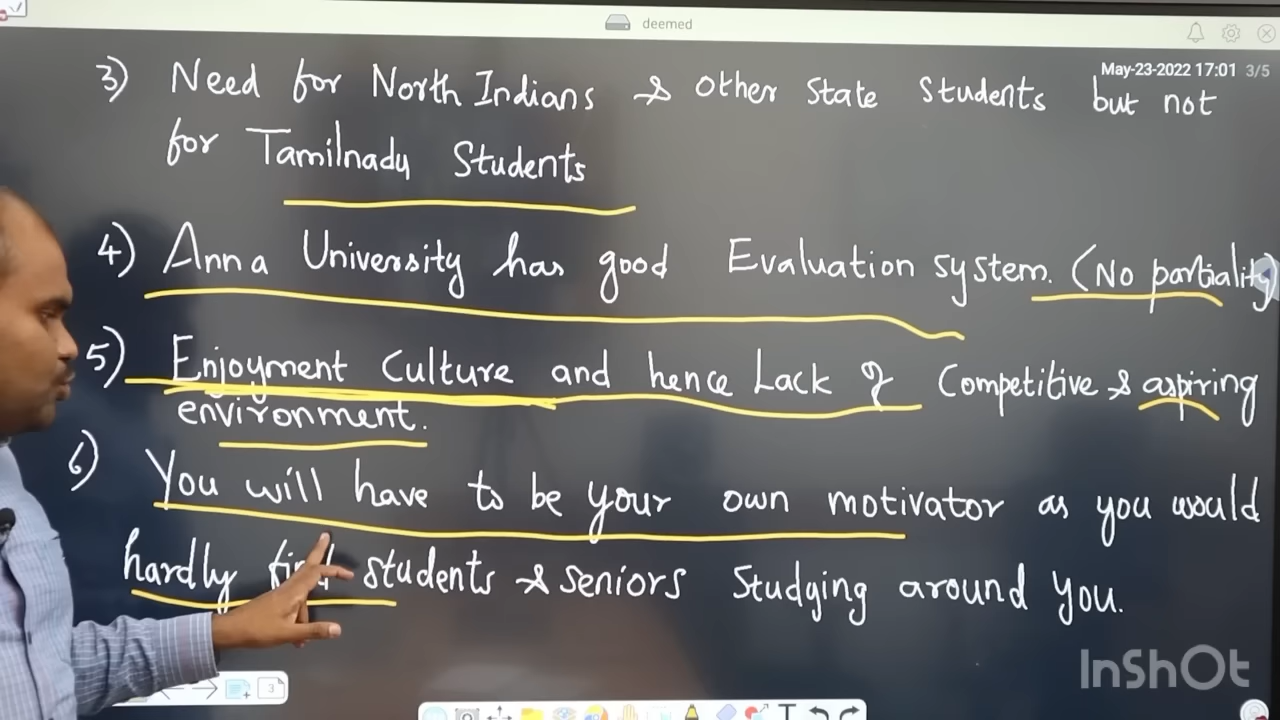 deemed
May-23-2022 17:01 3/5
3) Need for North Indians & other state students but not
for Tamilnadu Students
4) Anna University has good Evaluation system. (No partiality)
5) Enjoyment Culture and hence Lack of Competitive & aspiring
environment.
6) You will have to be your own motivator as you would
hardly find students & seniors Studying around you.
3
InShOt